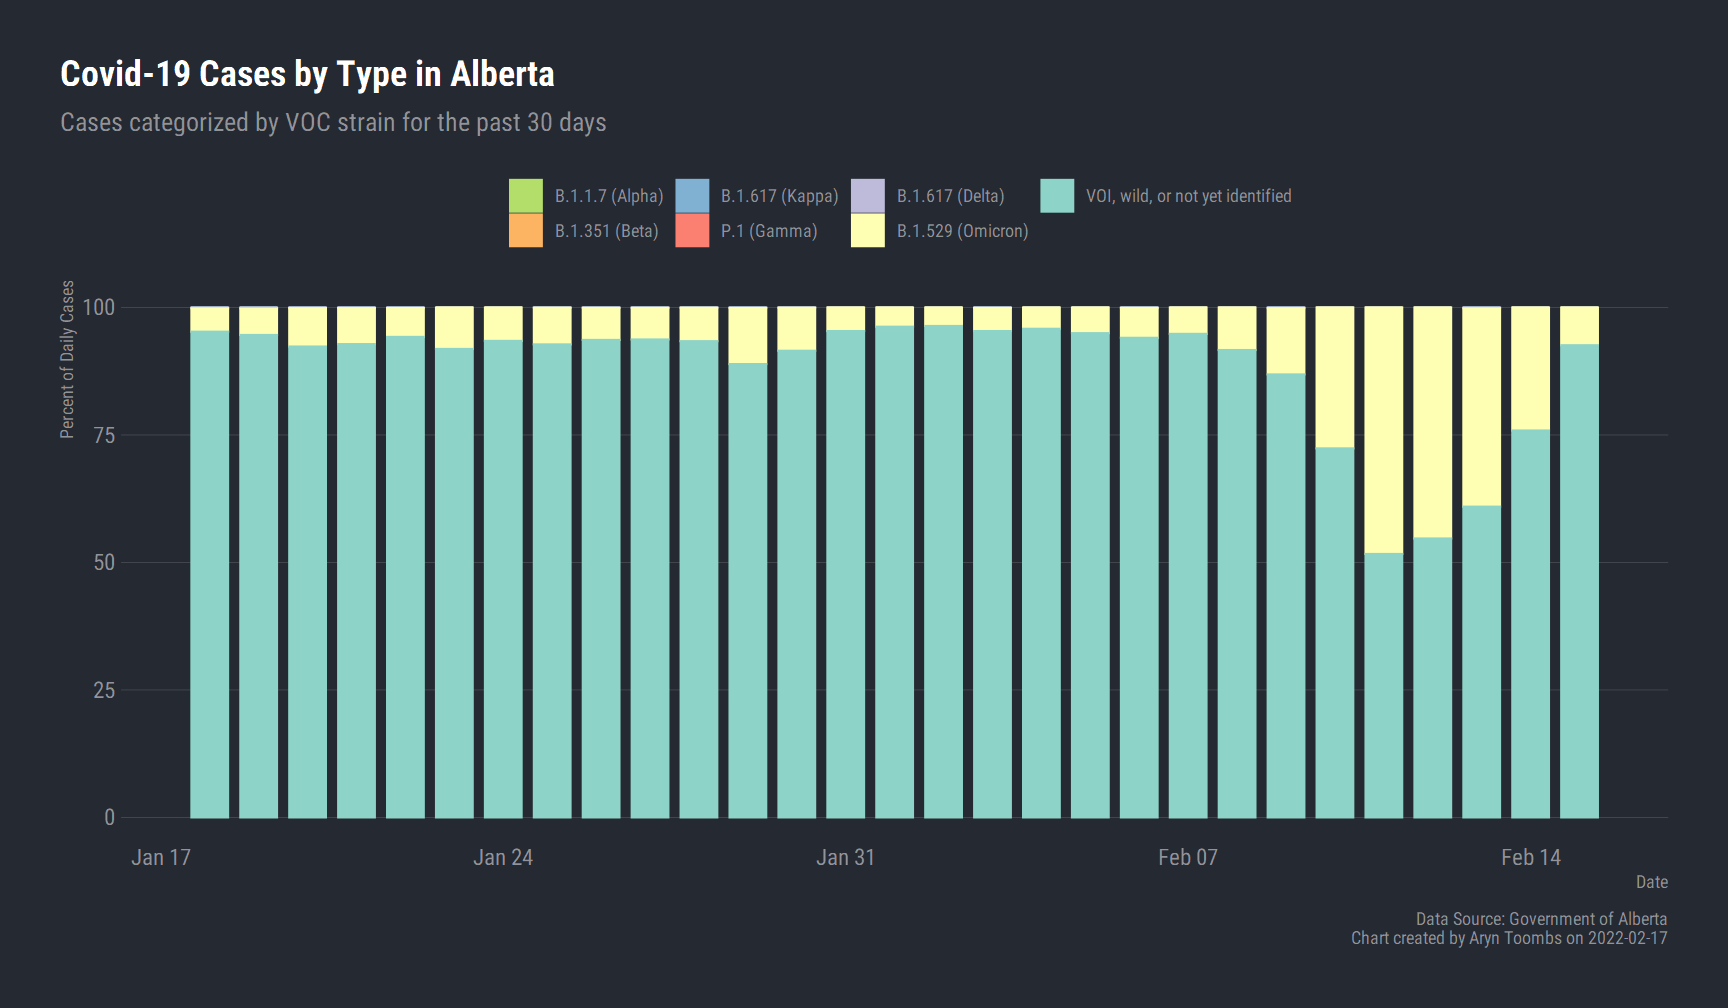 Covid-19 Cases by Type in Alberta
Cases categorized by VOC strain for the past 30 days
B.1.1.7 (Alpha) B.1.617 (Kappa) B.1.617 (Delta) VOI, wild, or not yet identified
B.1.351 (Beta) P.1 (Gamma) B.1.529 (Omicron)
Percent of Daily Cases
100
75
50
25
0
Jan 17 Jan 24 Jan 31 Feb 07 Feb 14
Date
Data Source: Government of Alberta
Chart created by Aryn Toombs on 2022-02-17